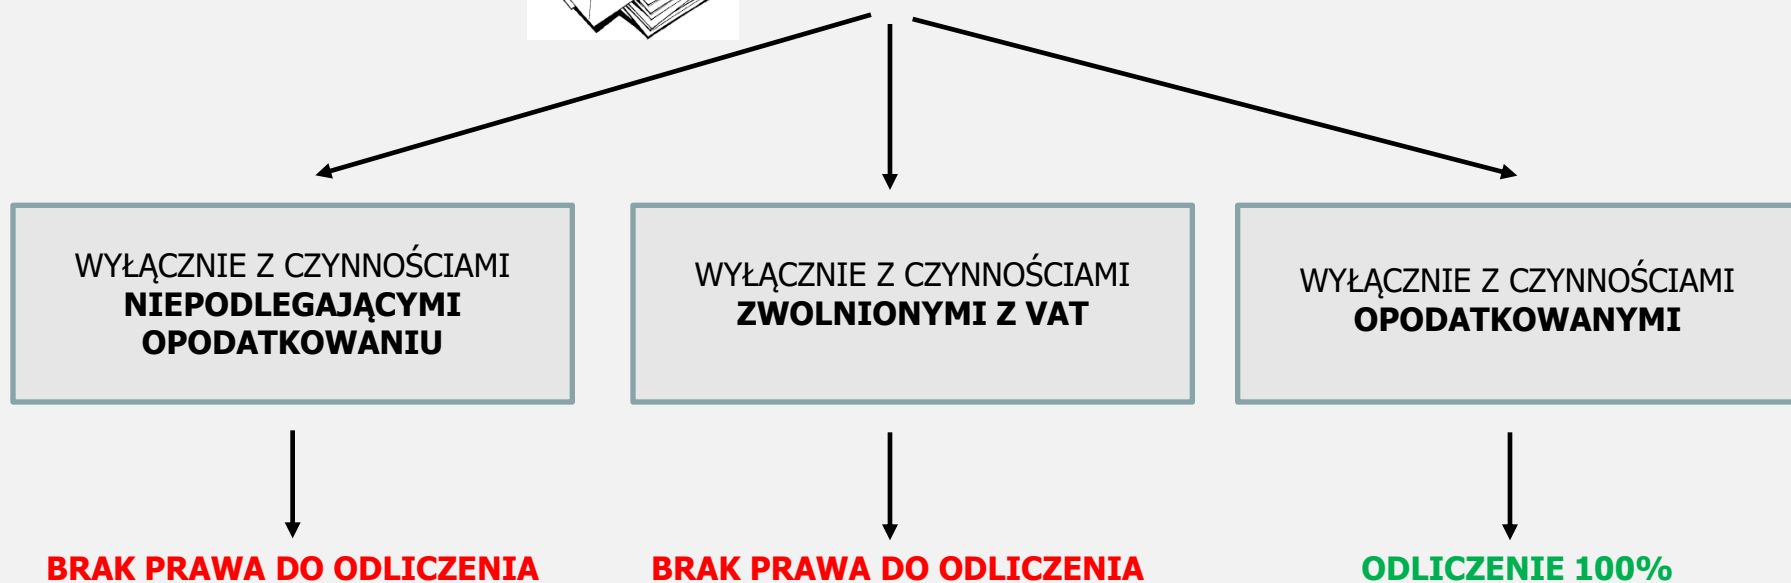 WYŁĄCZNIE Z CZYNNOŚCIAMI
NIEPODLEGAJĄCYMI
OPODATKOWANIU
WYŁĄCZNIE Z CZYNNOŚCIAMI
ZWOLNIONYMI Z VAT
WYŁĄCZNIE Z CZYNNOŚCIAMI
OPODATKOWANYMI
BRAK PRAWA DO ODLICZENIA
BRAK PRAWA DO ODLICZENIA
ODLICZENIE 100%